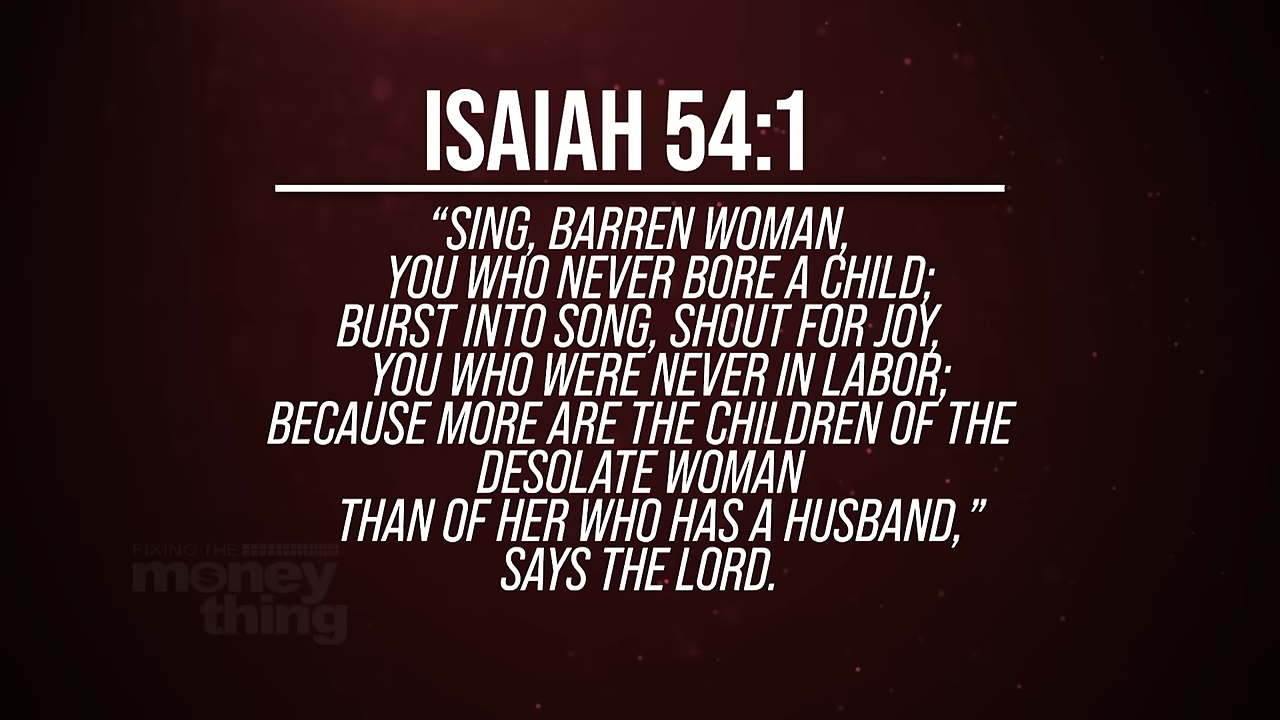 ISAIAH 54:1
“SING, BARREN WOMAN,
YOU WHO NEVER BORE A CHILD;
BURST INTO SONG, SHOUT FOR JOY,
YOU WHO WERE NEVER IN LABOR;
BECAUSE MORE ARE THE CHILDREN OF THE
DESOLATE WOMAN
THAN OF HER WHO HAS A HUSBAND,”
SAYS THE LORD.
FIXING THE
money
thing